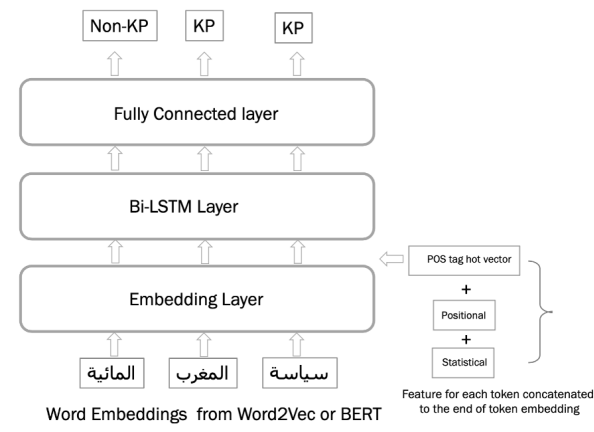 Non-KP
KP
KP
Fully Connected layer
Bi-LSTM Layer
Embedding Layer
المائية
المغرب
سياسة
Word Embeddings from Word2Vec or BERT
POS tag hot vector
+
Positional
+
Statistical
Feature for each token concatenated
to the end of token embedding